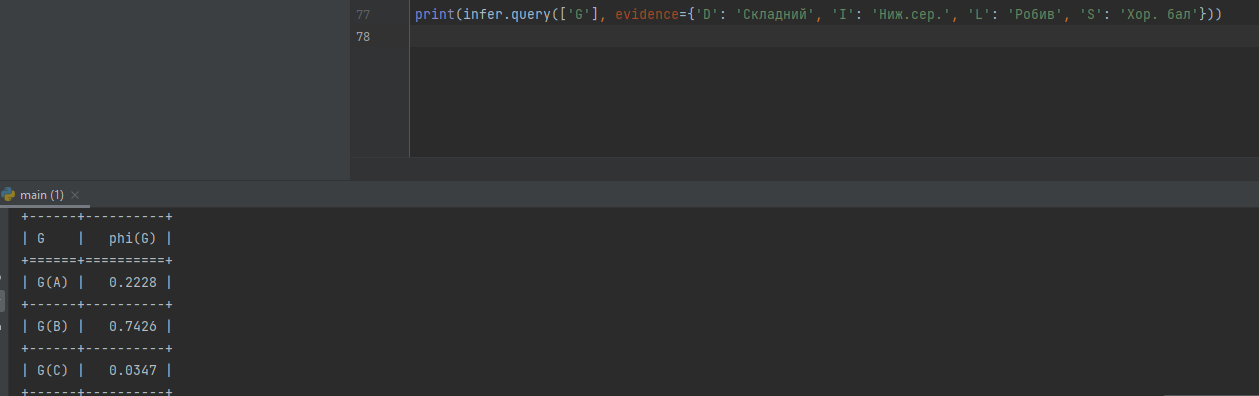 77 print(infer.query(['G'], evidence={'D': 'Складний', 'I': 'Ниж.сер.', 'L': 'Робив', 'S': 'Хор. бал'}))
78
main (1) ×
+------+----------+
| G    |   phi(G) |
+======+==========+
| G(A) |   0.2228 |
+------+----------+
| G(B) |   0.7426 |
+------+----------+
| G(C) |   0.0347 |
+------+----------+